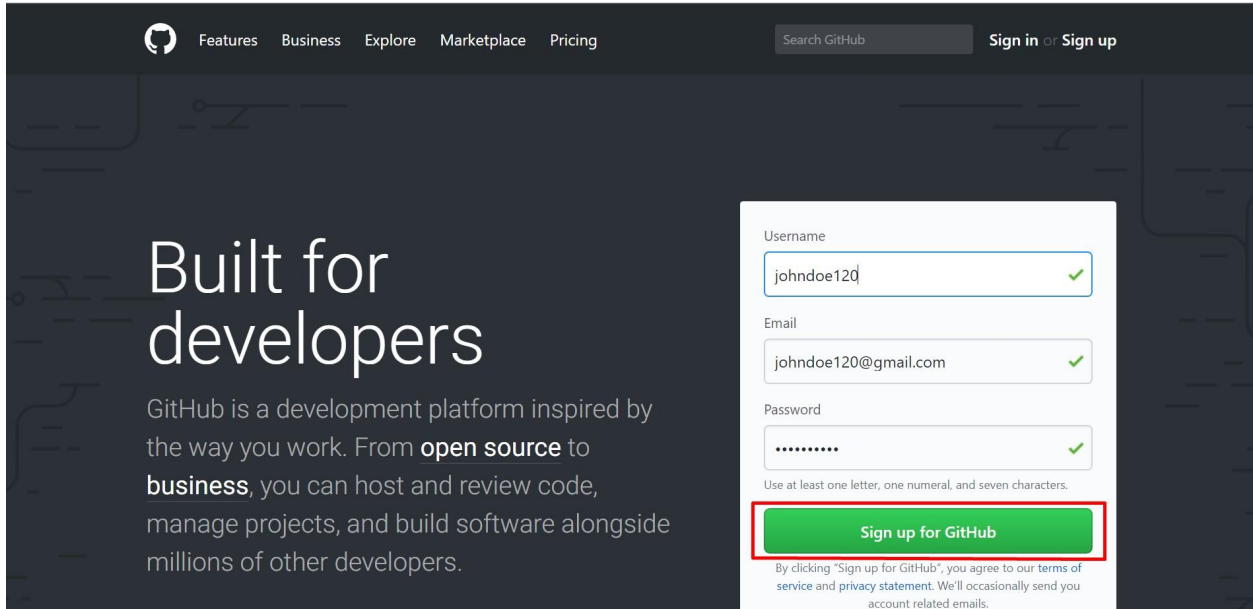 Features Business Explore Marketplace Pricing Search GitHub Sign in or Sign up
Built for
developers
GitHub is a development platform inspired by
the way you work. From open source to
business, you can host and review code,
manage projects, and build software alongside
millions of other developers.
Username
johndoe120
Email
johndoe120@gmail.com
Password
••••••••••
Use at least one letter, one numeral, and seven characters.
Sign up for GitHub
By clicking "Sign up for GitHub", you agree to our terms of
service and privacy statement. We'll occasionally send you
account related emails.